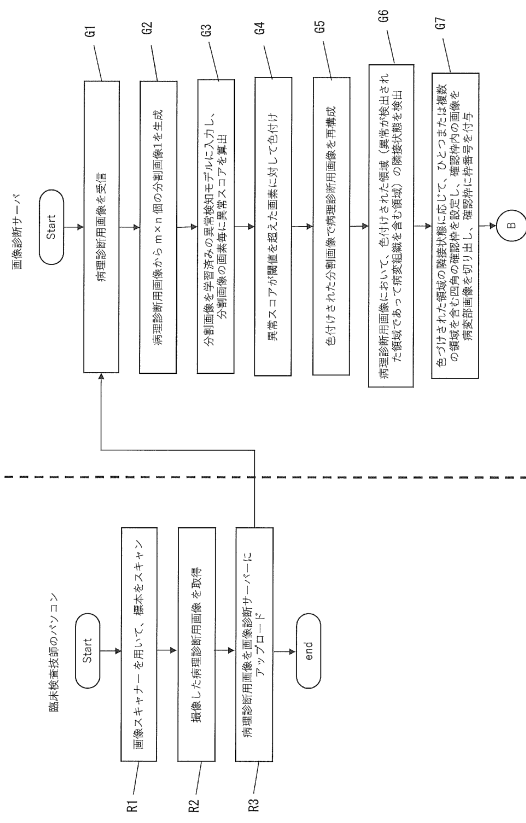 臨床検査技師のパソコン
Start
R1
画像スキャナーを用いて、標本をスキャン
R2
撮像した病理診断用画像を取得
R3
病理診断用画像を画像診断サーバーに
アップロード
end
画像診断サーバ
Start
G1
病理診断用画像を受信
G2
病理診断用画像からm×n個の分割画像1を生成
G3
分割画像を学習済みの異常検知モデルに入力し、
分割画像の画素毎に異常スコアを算出
G4
異常スコアが閾値を超えた画素に対して色付け
G5
色付けされた分割画像で病理診断用画像を再構成
G6
病理診断用画像において、色付けされた領域（異常が検出され
た領域であって病変組織を含む領域）の隣接状態を検出
G7
色づけされた領域の隣接状態に応じて、ひとつまたは複数
の領域を含む四角の確認枠を設定し、確認枠内の画像を
病変部画像を切り出し、確認枠に枠番号を付与
B